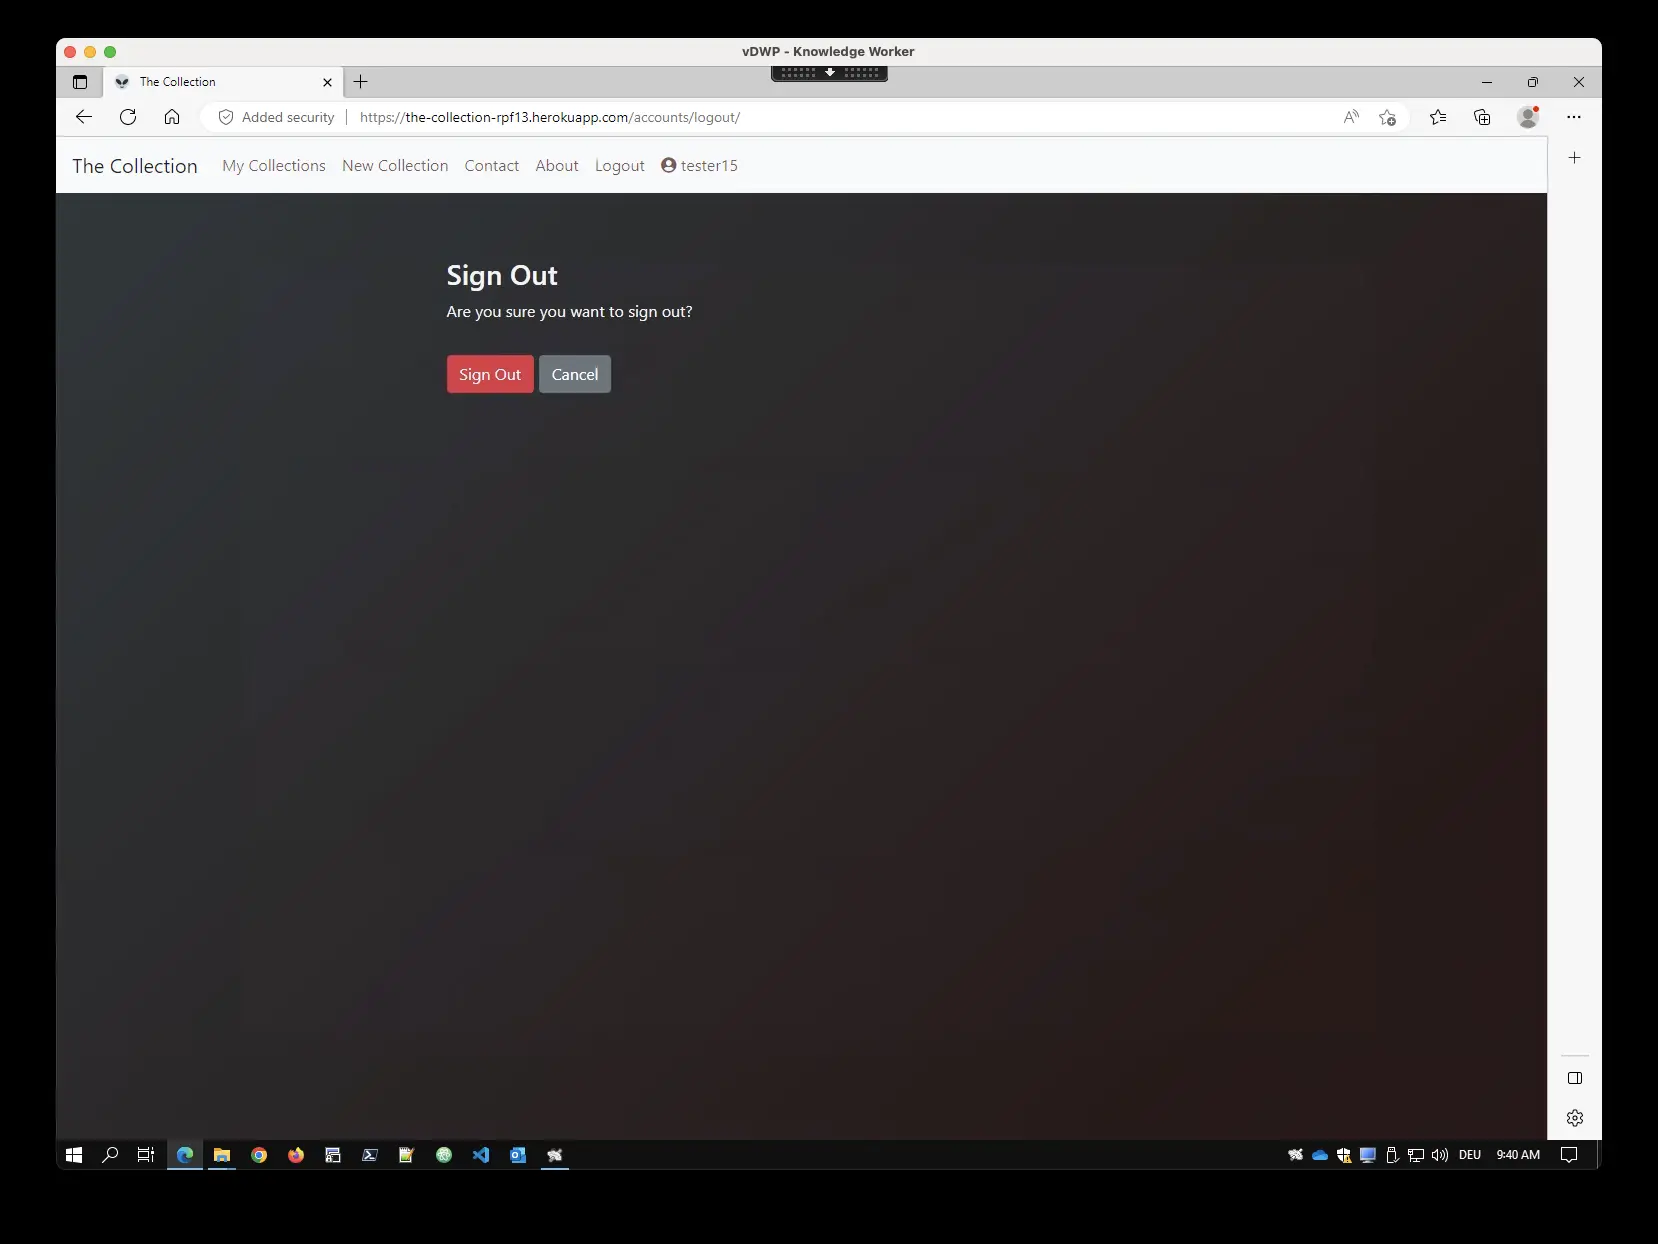 vDWP - Knowledge Worker
The Collection
Added security
https://the-collection-rpf13.herokuapp.com/accounts/logout/
The Collection
My Collections
New Collection
Contact
About
Logout
tester15
Sign Out
Are you sure you want to sign out?
Sign Out
Cancel
DEU
9:40 AM